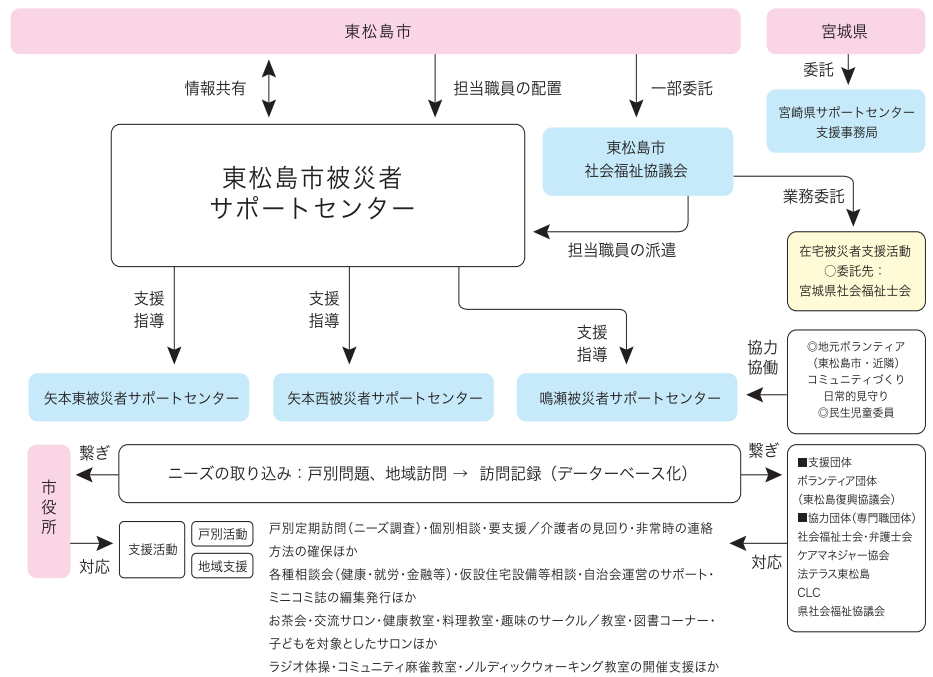 東松島市
宮城県
情報共有
担当職員の配置
一部委託
委託
宮崎県サポートセンター
支援事務局
東松島市被災者
サポートセンター
東松島市
社会福祉協議会
業務委託
担当職員の派遣
在宅被災者支援活動
○委託先：
宮城県社会福祉士会
支援
指導
支援
指導
支援
指導
矢本東被災者サポートセンター
矢本西被災者サポートセンター
鳴瀬被災者サポートセンター
協力
協働
◎地元ボランティア
（東松島市・近隣）
コミュニティづくり
日常的見守り
◎民生児童委員
市役所
繋ぎ
ニーズの取り込み：戸別問題、地域訪問 → 訪問記録（データーベース化）
繋ぎ
対応
支援活動
戸別活動
地域支援
戸別定期訪問（ニーズ調査）・個別相談・要支援／介護者の見回り・非常時の連絡
方法の確保ほか
各種相談会（健康・就労・金融等）・仮設住宅設備等相談・自治会運営のサポート・
ミニコミ誌の編集発行ほか
お茶会・交流サロン・健康教室・料理教室・趣味のサークル／教室・図書コーナー・
子どもを対象としたサロンほか
ラジオ体操・コミュニティ麻雀教室・ノルディックウォーキング教室の開催支援ほか
対応
■支援団体
ボランティア団体
（東松島復興協議会）
■協力団体（専門職団体）
社会福祉士会・弁護士会
ケアマネジャー協会
法テラス東松島
CLC
県社会福祉協議会